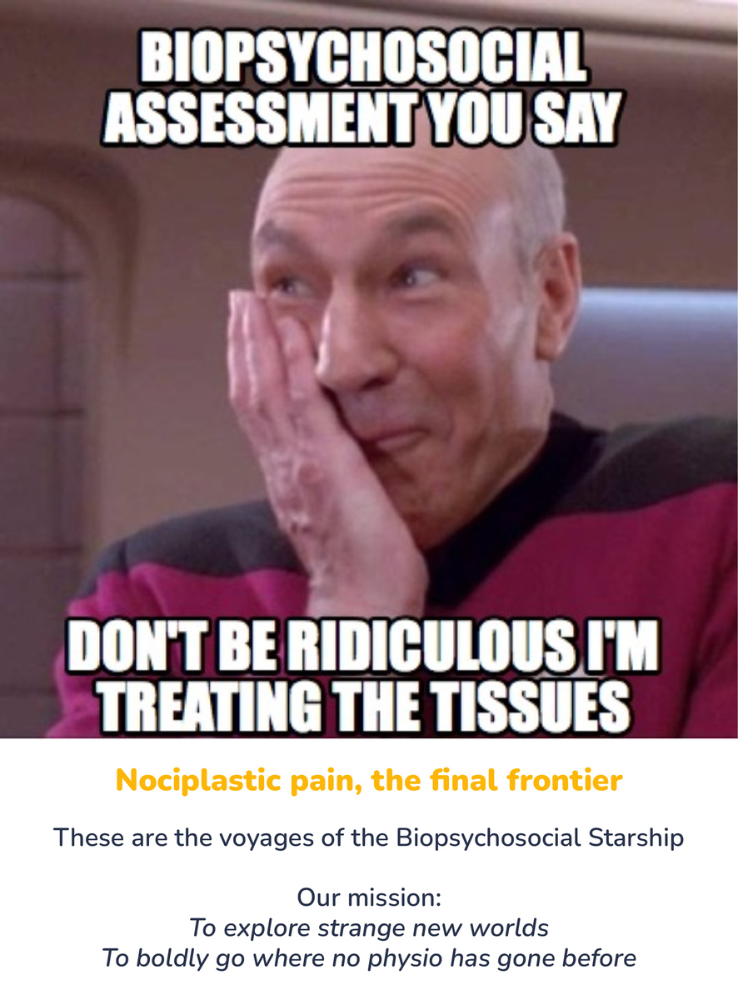 BIOPSYCHOSOCIAL
ASSESSMENT YOU SAY
DON'T BE RIDICULOUS I'M
TREATING THE TISSUES
Nociplastic pain, the final frontier
These are the voyages of the Biopsychosocial Starship
Our mission:
To explore strange new worlds
To boldly go where no physio has gone before